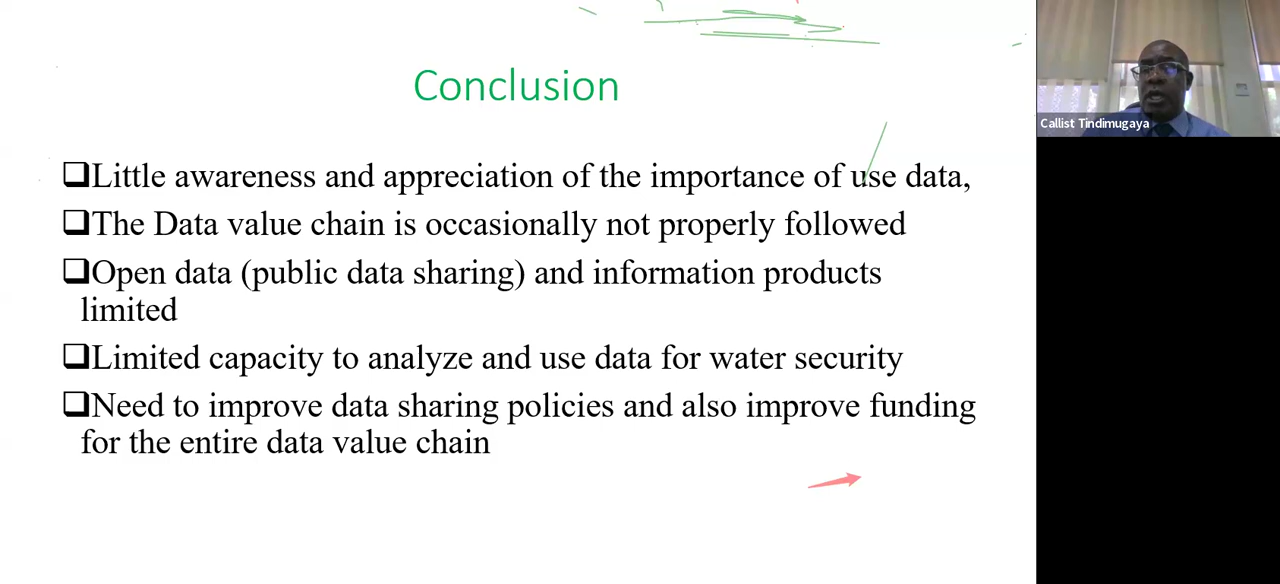 Conclusion
Callist Tindimugaya
❑Little awareness and appreciation of the importance of use data,
❑The Data value chain is occasionally not properly followed
❑Open data (public data sharing) and information products
limited
❑Limited capacity to analyze and use data for water security
❑Need to improve data sharing policies and also improve funding
for the entire data value chain